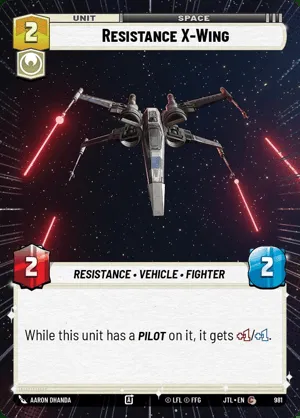 UNIT
SPACE
2
RESISTANCE X-WING
2
RESISTANCE • VEHICLE • FIGHTER
2
While this unit has a PILOT on it, it gets +1/+1.
AARON DHANDA
© LFL © FFG
JTL • EN
981